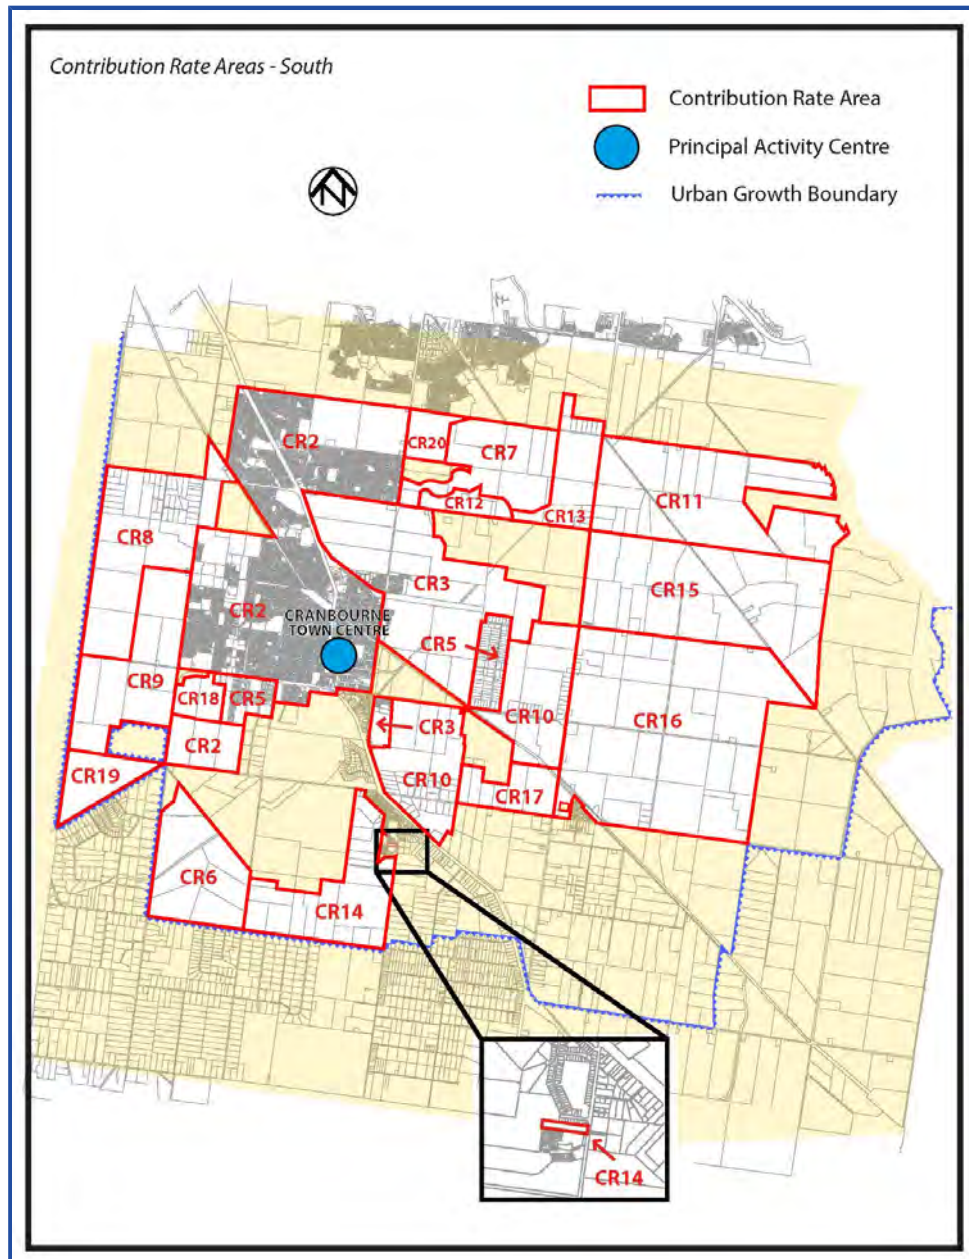 Contribution Rate Areas - South
Contribution Rate Area
Principal Activity Centre
Urban Growth Boundary
N
CR2
CR20
CR7
CR12
CR13
CR11
CR8
CR3
CR15
CR2
CRANBOURNE
TOWN CENTRE
CR5
CR9
CR18
CR5
CR10
CR16
CR3
CR2
CR19
CR10
CR17
CR6
CR14
CR14